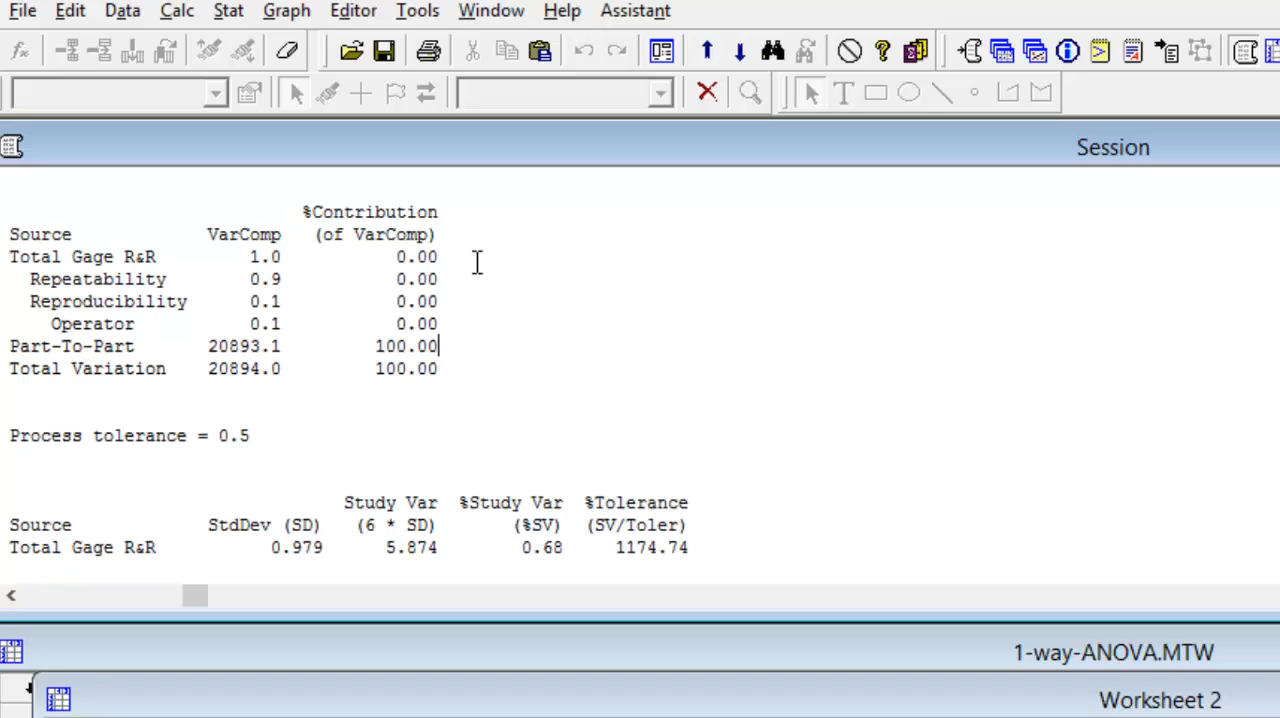 File Edit Data Calc Stat Graph Editor Tools Window Help Assistant
Session
%Contribution
Source VarComp (of VarComp)
Total Gage R&R 1.0 0.00
Repeatability 0.9 0.00
Reproducibility 0.1 0.00
Operator 0.1 0.00
Part-To-Part 20893.1 100.00
Total Variation 20894.0 100.00
Process tolerance = 0.5
Study Var %Study Var %Tolerance
Source StdDev (SD) (6 * SD) (%SV) (SV/Toler)
Total Gage R&R 0.979 5.874 0.68 1174.74
1-way-ANOVA.MTW
Worksheet 2